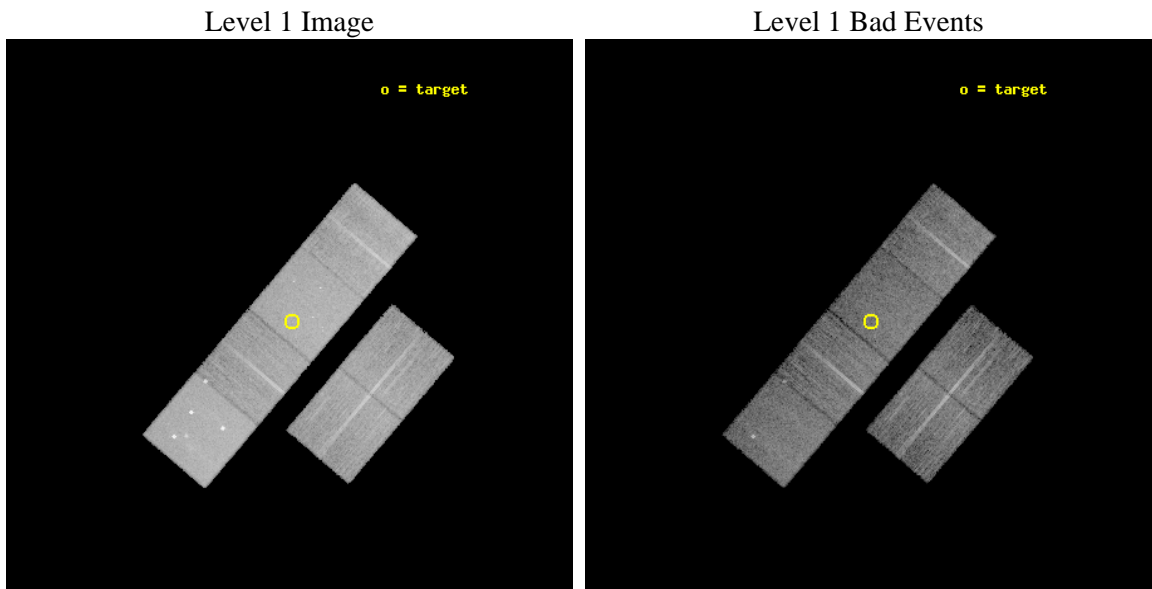 Level 1 Image
Level 1 Bad Events
o = target
o = target